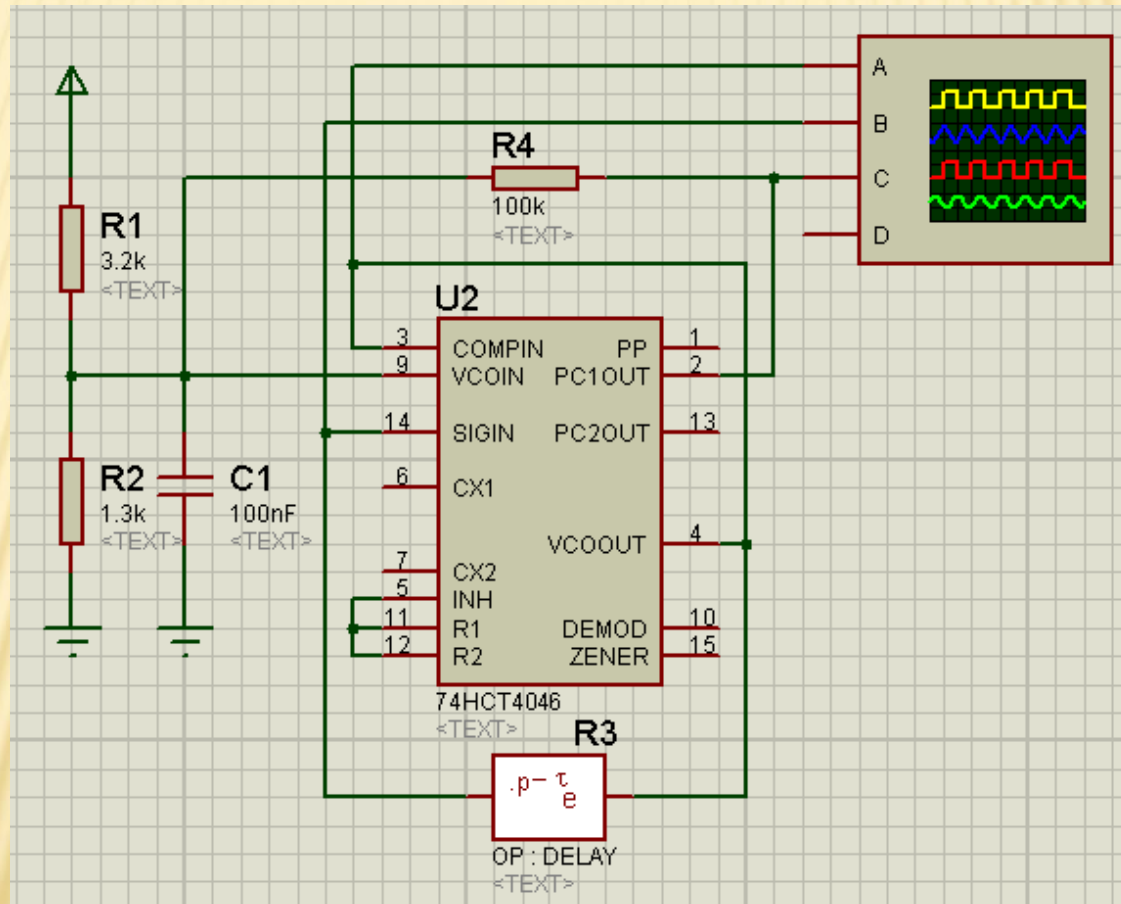 A
B
C
D
R4
100k
<TEXT>
R1
3.2k
<TEXT>
U2
3 COMPIN PP 1
9 VCOIN PC1OUT 2
14 SIGIN PC2OUT 13
6 CX1
VCOOUT 4
7 CX2
5 INH
11 R1 DEMOD 10
12 R2 ZENER 15
74HCT4046
<TEXT>
R2
1.3k
<TEXT>
C1
100nF
<TEXT>
R3
.p- τ
e
OP : DELAY
<TEXT>